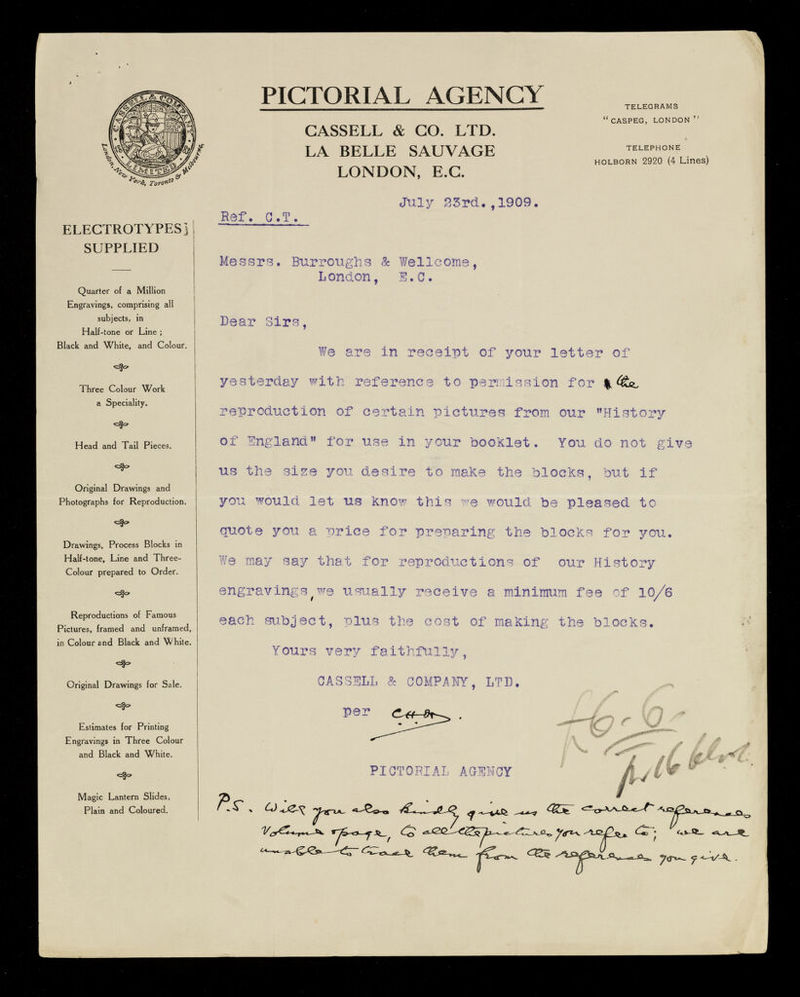 PICTORIAL AGENCY
CASSELL & CO. LTD.
LA BELLE SAUVAGE
LONDON, E.C.
TELEGRAMS
"CASPEG, LONDON"
TELEPHONE
HOLBORN 2920 (4 Lines)
CASSELL & COMPANY
LIMITED
London, New York, Toronto & Melbourne
ELECTROTYPES
SUPPLIED
Quarter of a Million
Engravings, comprising all
subjects, in
Half-tone or Line ;
Black and White, and Colour.
Three Colour Work
a Speciality.
Head and Tail Pieces.
Original Drawings and
Photographs for Reproduction.
Drawings, Process Blocks in
Half-tone, Line and Three-
Colour prepared to Order.
Reproductions of Famous
Pictures, framed and unframed,
in Colour and Black and White.
Original Drawings for Sale.
Estimates for Printing
Engravings in Three Colour
and Black and White.
Magic Lantern Slides,
Plain and Coloured.
July 23rd.,1909.
Ref. C.T.
Messrs. Burroughs & Wellcome,
London, E.C.
Dear Sirs,
We are in receipt of your letter of
yesterday with reference to permission for the
reproduction of certain pictures from our "History
of England" for use in your booklet. You do not give
us the size you desire to make the blocks, but if
you would let us know this we would be pleased to
quote you a price for preparing the blocks for you.
We may say that for reproductions of our History
engravings, we usually receive a minimum fee of 10/6
each subject, plus the cost of making the blocks.
Yours very faithfully,
CASSELL & COMPANY, LTD.
per
PICTORIAL AGENCY
P.S. Will you also kindly give us the correct reference,
Volume & page, to all the pictures you refer to; we are
unable to trace them from the reference you give.